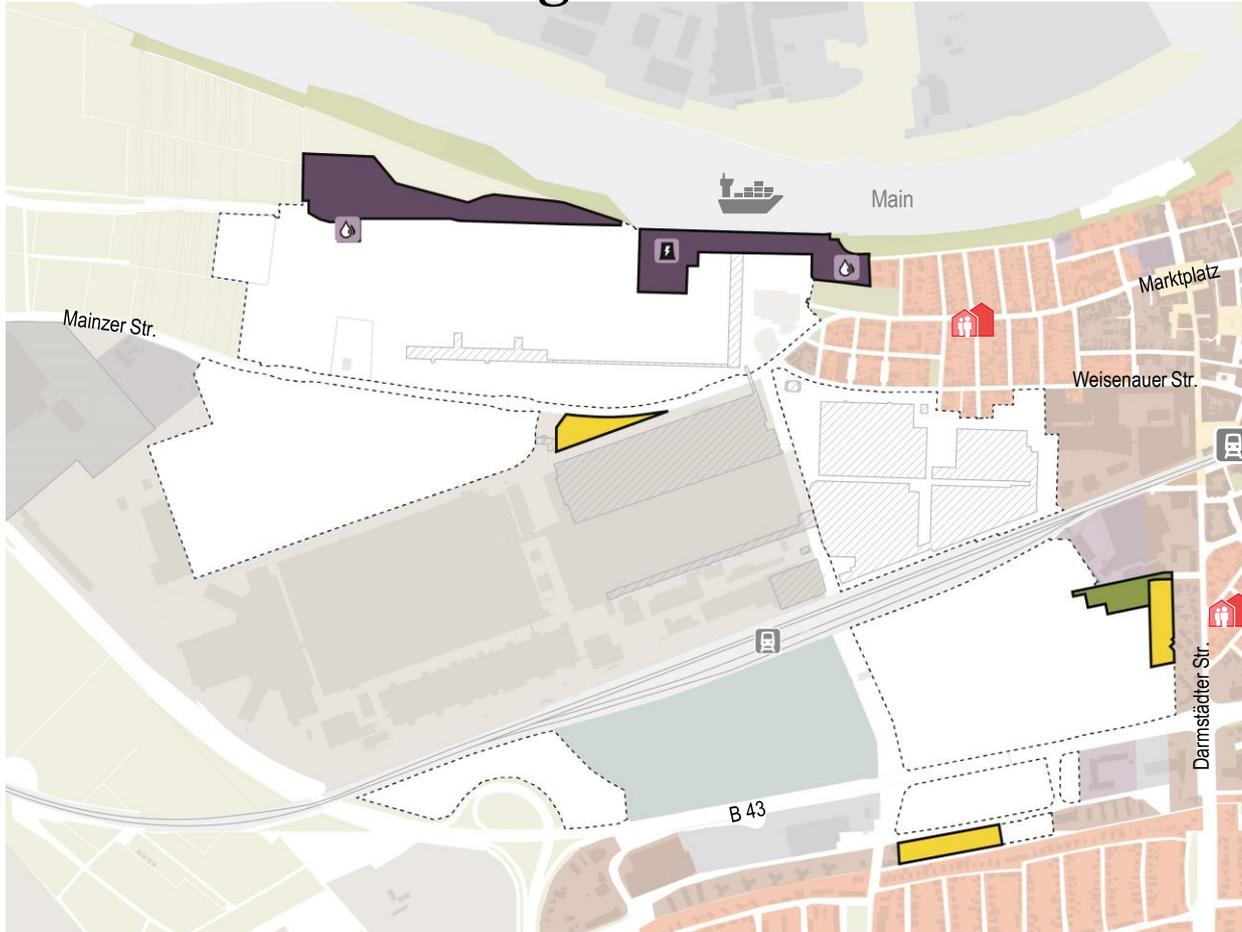 Main
Marktplatz
Mainzer Str.
Weisenauer Str.
Darmstädter Str.
B 43